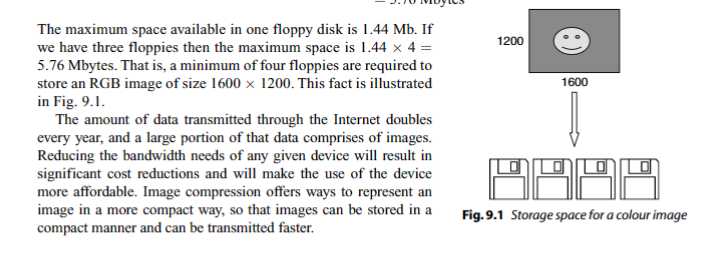 = 5.76 Mbytes
The maximum space available in one floppy disk is 1.44 Mb. If
we have three floppies then the maximum space is 1.44 × 4 =
5.76 Mbytes. That is, a minimum of four floppies are required to
store an RGB image of size 1600 × 1200. This fact is illustrated
in Fig. 9.1.
The amount of data transmitted through the Internet doubles
every year, and a large portion of that data comprises of images.
Reducing the bandwidth needs of any given device will result in
significant cost reductions and will make the use of the device
more affordable. Image compression offers ways to represent an
image in a more compact way, so that images can be stored in a
compact manner and can be transmitted faster.
1200
1600
Fig. 9.1 Storage space for a colour image